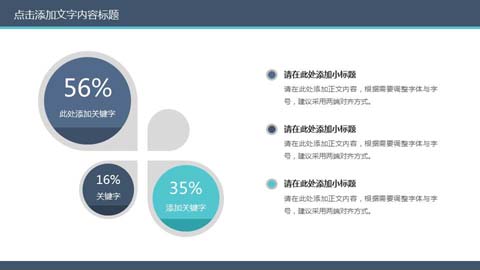 点击添加文字内容标题
56%
此处添加关键字
16%
关键字
35%
添加关键字
请在此处添加小标题
请在此处添加正文内容，根据需要调整字体与字
号，建议采用两端对齐方式。
请在此处添加小标题
请在此处添加正文内容，根据需要调整字体与字
号，建议采用两端对齐方式。
请在此处添加小标题
请在此处添加正文内容，根据需要调整字体与字
号，建议采用两端对齐方式。